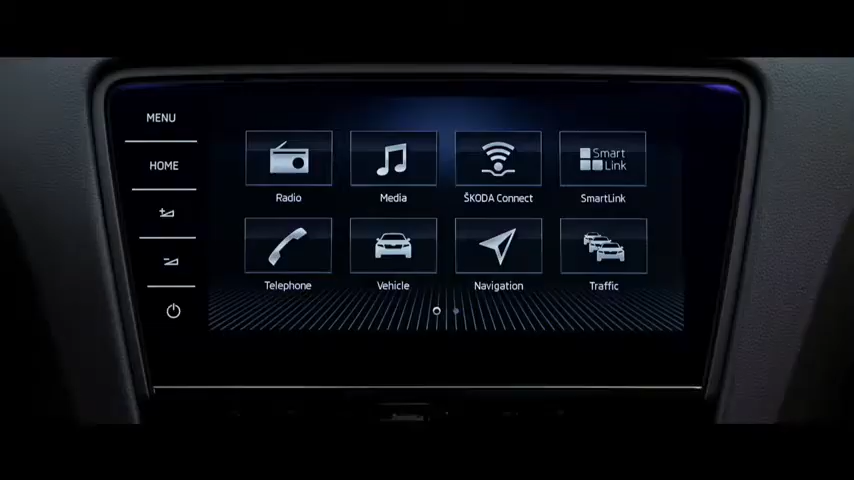 MENU
HOME
Radio
Media
ŠKODA Connect
Smart
Link
SmartLink
Telephone
Vehicle
Navigation
Traffic